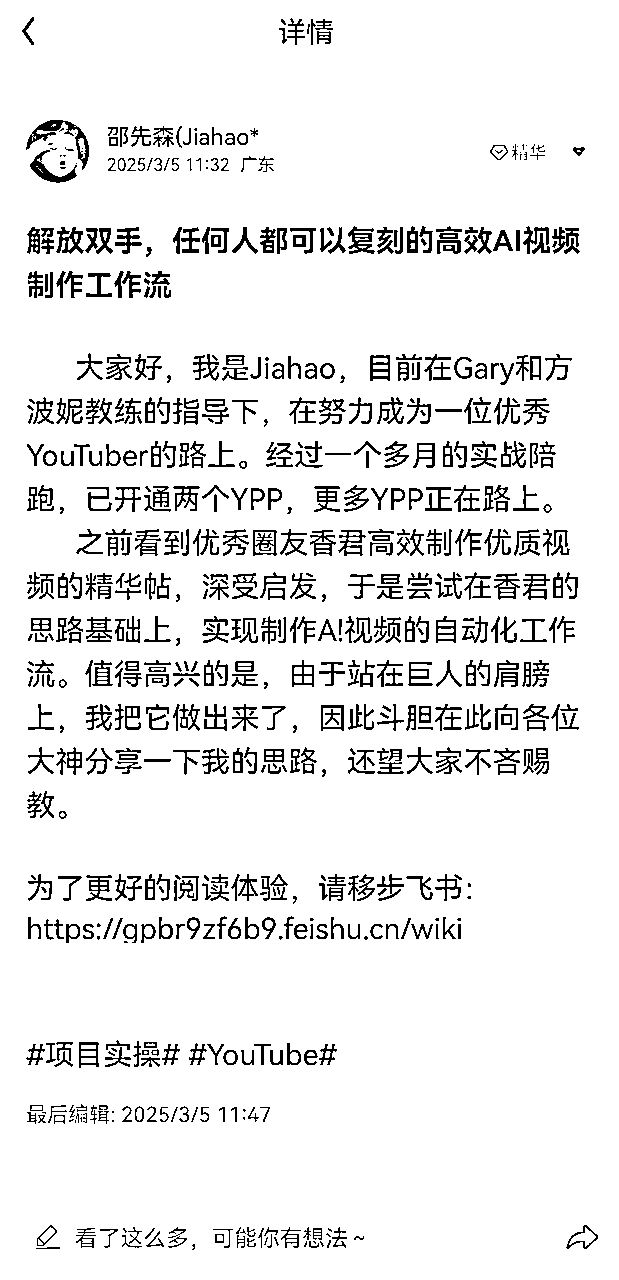 详情
邵先森(Jiahao*
2025/3/5 11:32 广东
精华
解放双手，任何人都可以复刻的高效AI视频
制作工作流
大家好，我是Jiahao，目前在Gary和方
波妮教练的指导下，在努力成为一位优秀
YouTuber的路上。经过一个多月的实战陪
跑，已开通两个YPP，更多YPP正在路上。
之前看到优秀圈友香君高效制作优质视
频的精华帖，深受启发，于是尝试在香君的
思路基础上，实现制作A!视频的自动化工作
流。值得高兴的是，由于站在巨人的肩膀
上，我把它做出来了，因此斗胆在此向各位
大神分享一下我的思路，还望大家不吝赐
教。
为了更好的阅读体验，请移步飞书：
https://gpbr9zf6b9.feishu.cn/wiki
#项目实操# #YouTube#
最后编辑: 2025/3/5 11:47
看了这么多，可能你有想法~